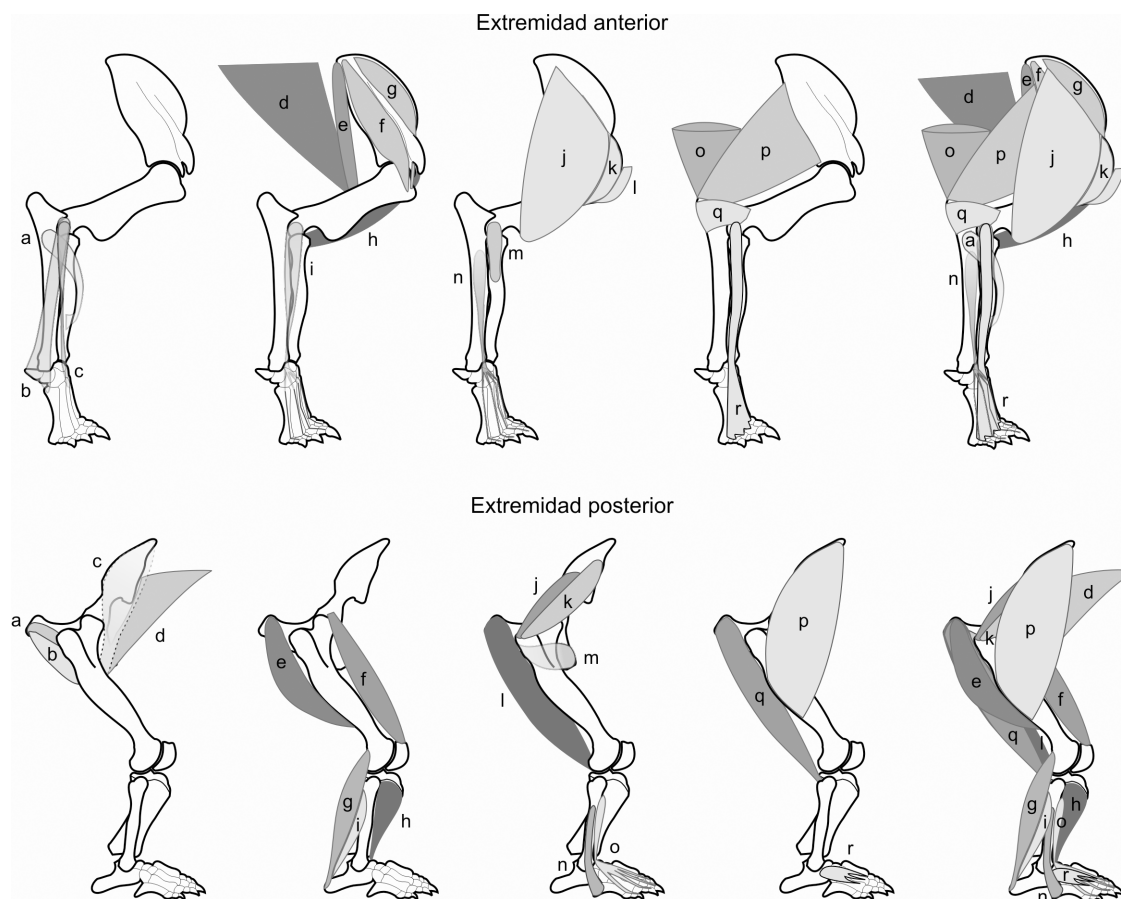 Extremidad anterior
a
b
c
d
e
f
g
h
i
j
k
l
m
n
o
p
q
r
d
e
f
g
o
p
j
k
q
a
h
n
r
Extremidad posterior
a
b
c
d
e
f
g
i
h
j
k
l
m
n
o
p
q
r
j
d
k
p
e
f
q
l
g
i
o
h
r
n